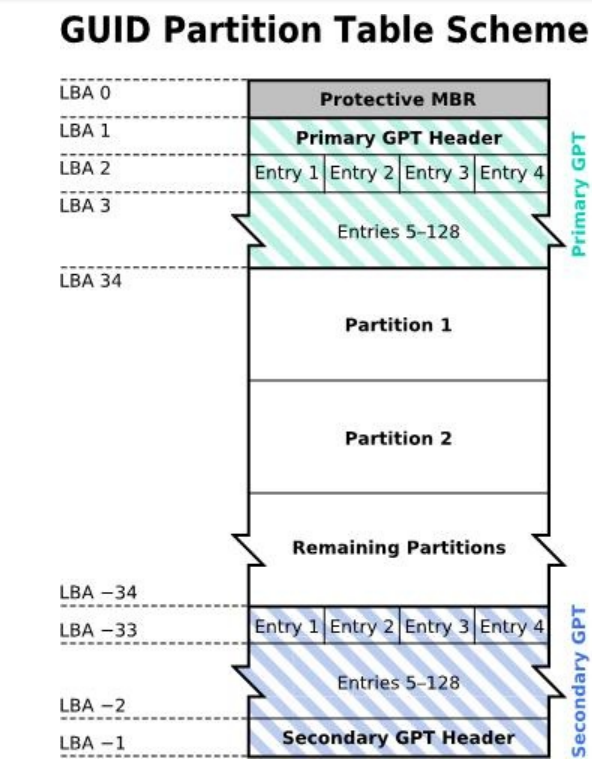 GUID Partition Table Scheme
LBA 0
Protective MBR
LBA 1
Primary GPT Header
LBA 2
Entry 1
Entry 2
Entry 3
Entry 4
LBA 3
Entries 5–128
Primary GPT
LBA 34
Partition 1
Partition 2
Remaining Partitions
LBA −34
LBA −33
Entry 1
Entry 2
Entry 3
Entry 4
Entries 5–128
LBA −2
Secondary GPT Header
LBA −1
Secondary GPT